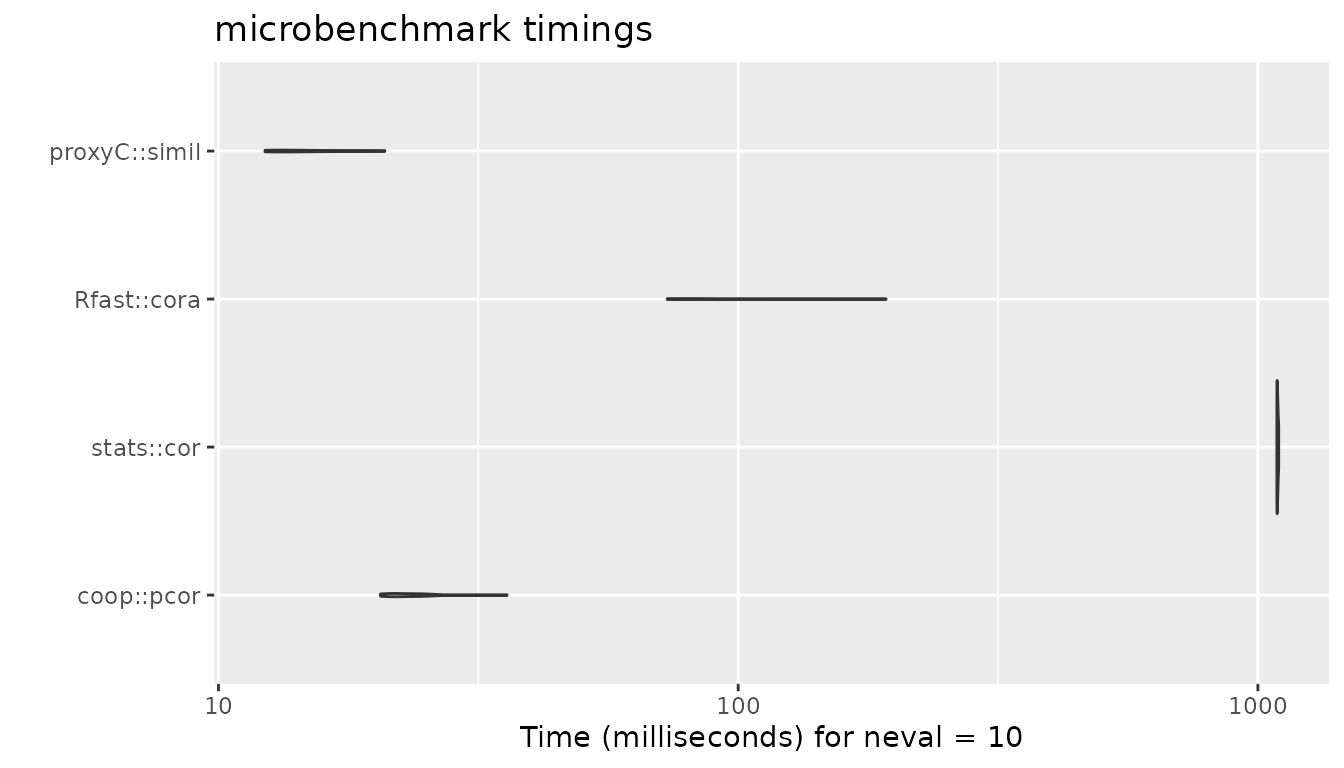 microbenchmark timings
proxyC::simil
Rfast::cora
stats::cor
coop::pcor
10 100 1000
Time (milliseconds) for neval = 10